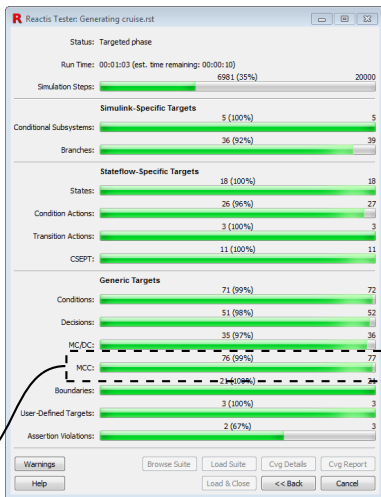 R Reactis Tester: Generating cruise.rst
Status: Targeted phase
Run Time: 00:01:03 (est. time remaining: 00:00:10)
6981 (35%) 20000
Simulation Steps:
Simulink-Specific Targets
5 (100%) 5
Conditional Subsystems:
36 (92%) 39
Branches:
Stateflow-Specific Targets
18 (100%) 18
States:
26 (96%) 27
Condition Actions:
3 (100%) 3
Transition Actions:
11 (100%) 11
CSEPT:
Generic Targets
71 (99%) 72
Conditions:
51 (98%) 52
Decisions:
35 (97%) 36
MC/DC:
76 (99%) 77
MCC:
21 (100%) 21
Boundaries:
3 (100%) 3
User-Defined Targets:
2 (67%) 3
Assertion Violations:
Warnings Browse Suite Load Suite Cvg Details Cvg Report
Help Load & Close << Back Cancel